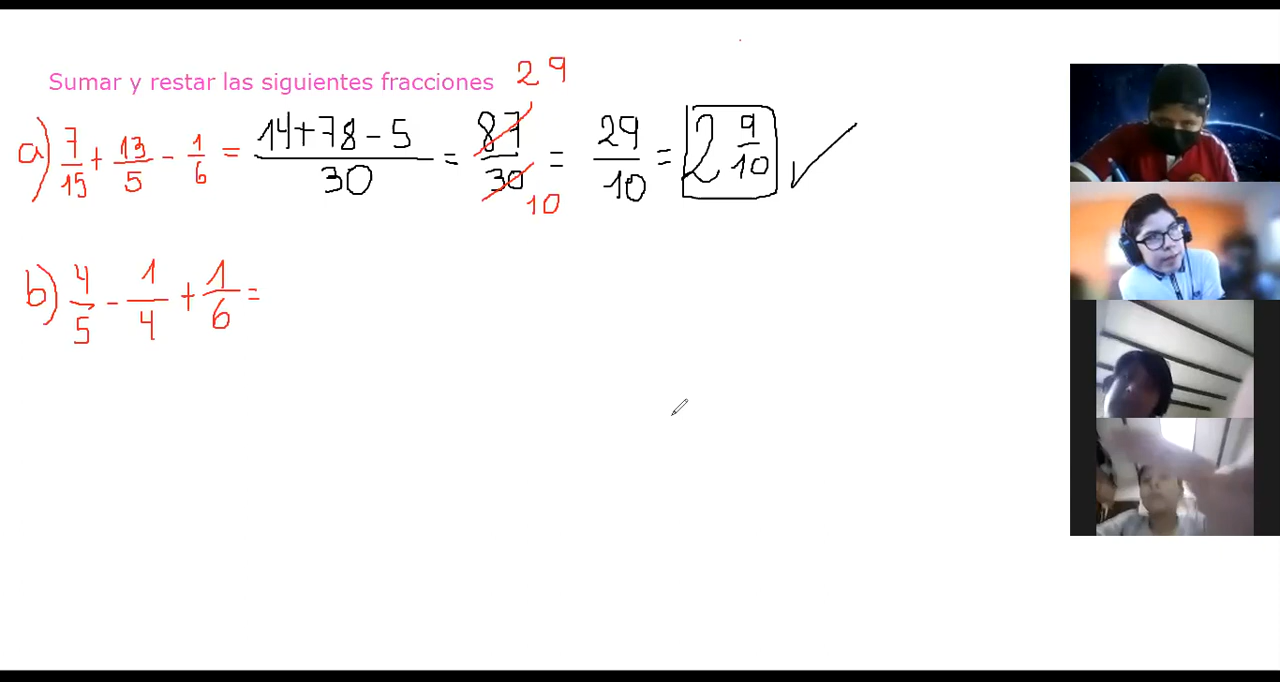 Sumar y restar las siguientes fracciones
a) 7/15 + 13/5 - 1/6 = 14+78-5/30 = 87/30 29 10 = 29/10 = 2 9/10 ✓
b) 4/5 - 1/4 + 1/6 =